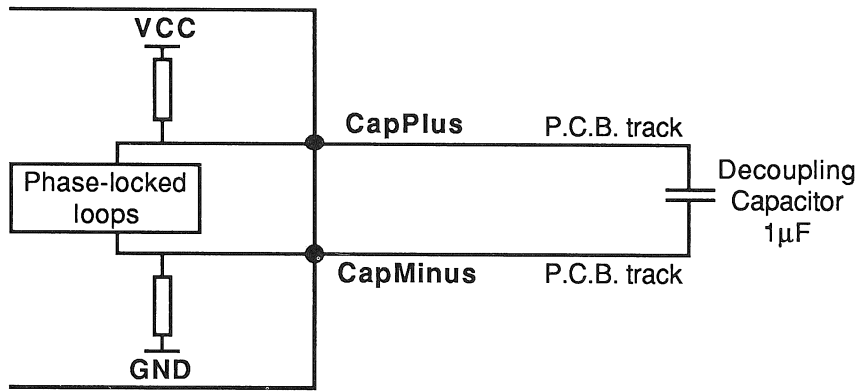 VCC
CapPlus
P.C.B. track
Phase-locked
loops
Decoupling
Capacitor
1μF
CapMinus
P.C.B. track
GND